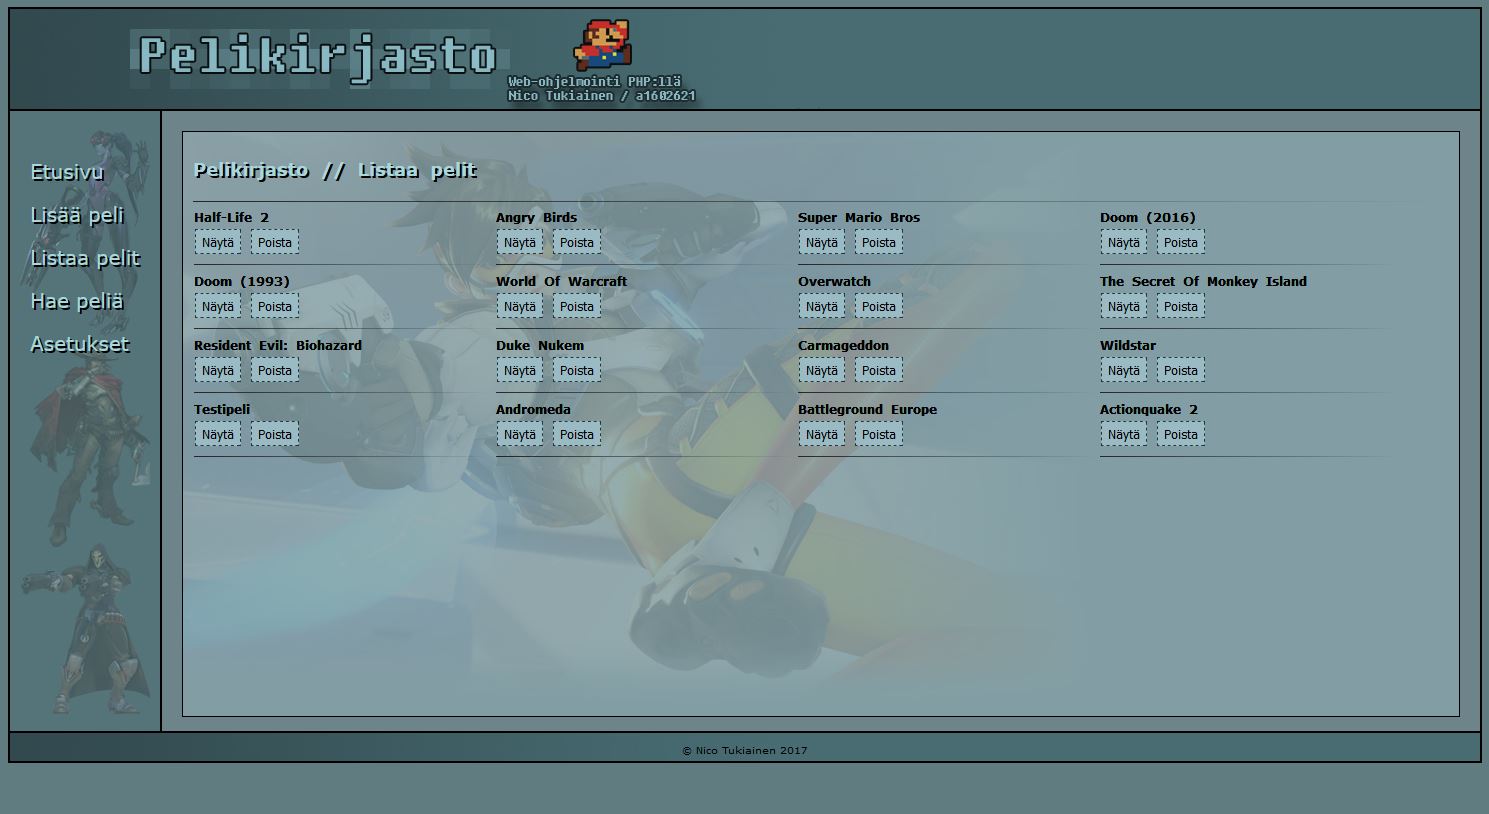 Pelikirjasto
Web-ohjelmointi PHP:llä
Nico Tukiainen / a1602621
Etusivu
Lisää peli
Listaa pelit
Hae peliä
Asetukset
Pelikirjasto // Listaa pelit
Half-Life 2 Angry Birds Super Mario Bros Doom (2016)
Näytä Poista Näytä Poista Näytä Poista Näytä Poista
Doom (1993) World Of Warcraft Overwatch The Secret Of Monkey Island
Näytä Poista Näytä Poista Näytä Poista Näytä Poista
Resident Evil: Biohazard Duke Nukem Carmageddon Wildstar
Näytä Poista Näytä Poista Näytä Poista Näytä Poista
Testipeli Andromeda Battleground Europe Actionquake 2
Näytä Poista Näytä Poista Näytä Poista Näytä Poista
© Nico Tukiainen 2017